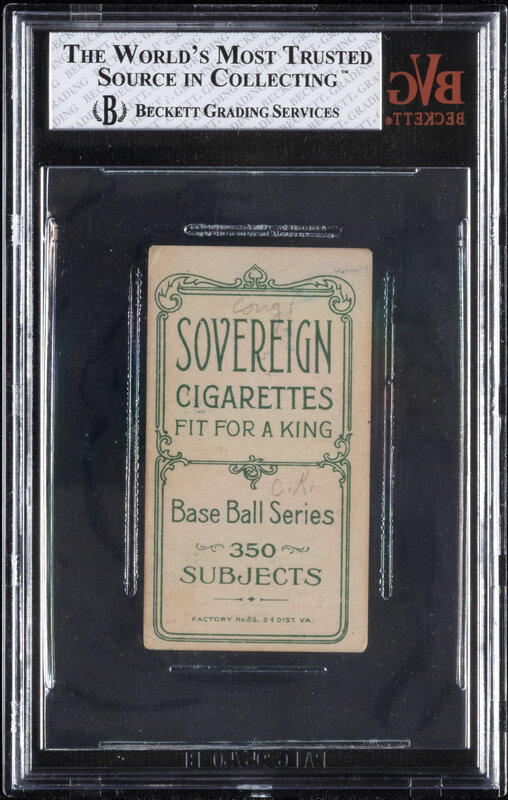 THE WORLD'S MOST TRUSTED
SOURCE IN COLLECTING™
B BECKETT GRADING SERVICES
BVG
BECKETT®
SOVEREIGN
CIGARETTES
FIT FOR A KING
O.K.
Base Ball Series
350
SUBJECTS
FACTORY No. 25, 2d DIST. VA.